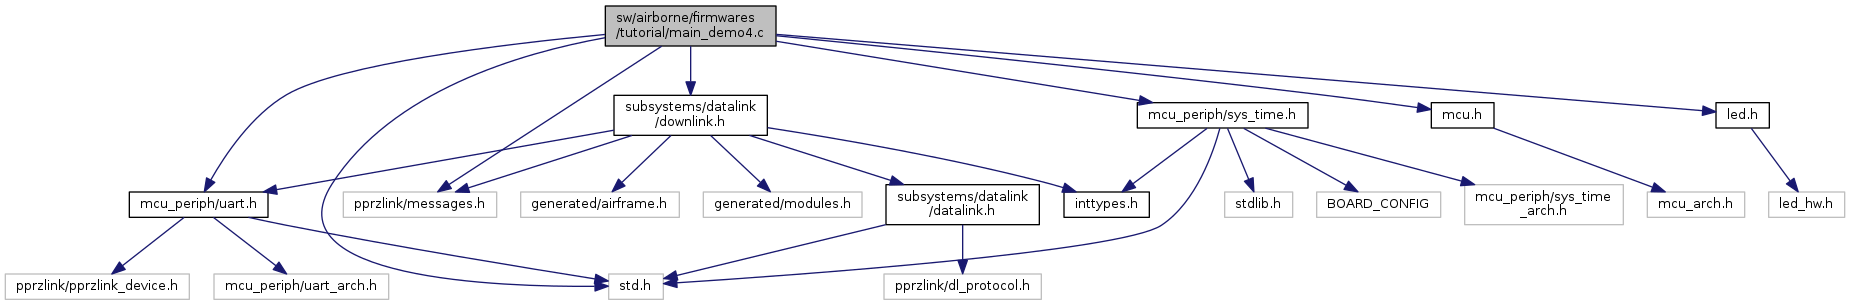 sw/airborne/firmwares
/tutorial/main_demo4.c
subsystems/datalink
/downlink.h
mcu_periph/sys_time.h
mcu.h
led.h
mcu_periph/uart.h
pprzlink/messages.h
generated/airframe.h
generated/modules.h
subsystems/datalink
/datalink.h
inttypes.h
stdlib.h
BOARD_CONFIG
mcu_periph/sys_time
_arch.h
mcu_arch.h
led_hw.h
pprzlink/pprzlink_device.h
mcu_periph/uart_arch.h
std.h
pprzlink/dl_protocol.h